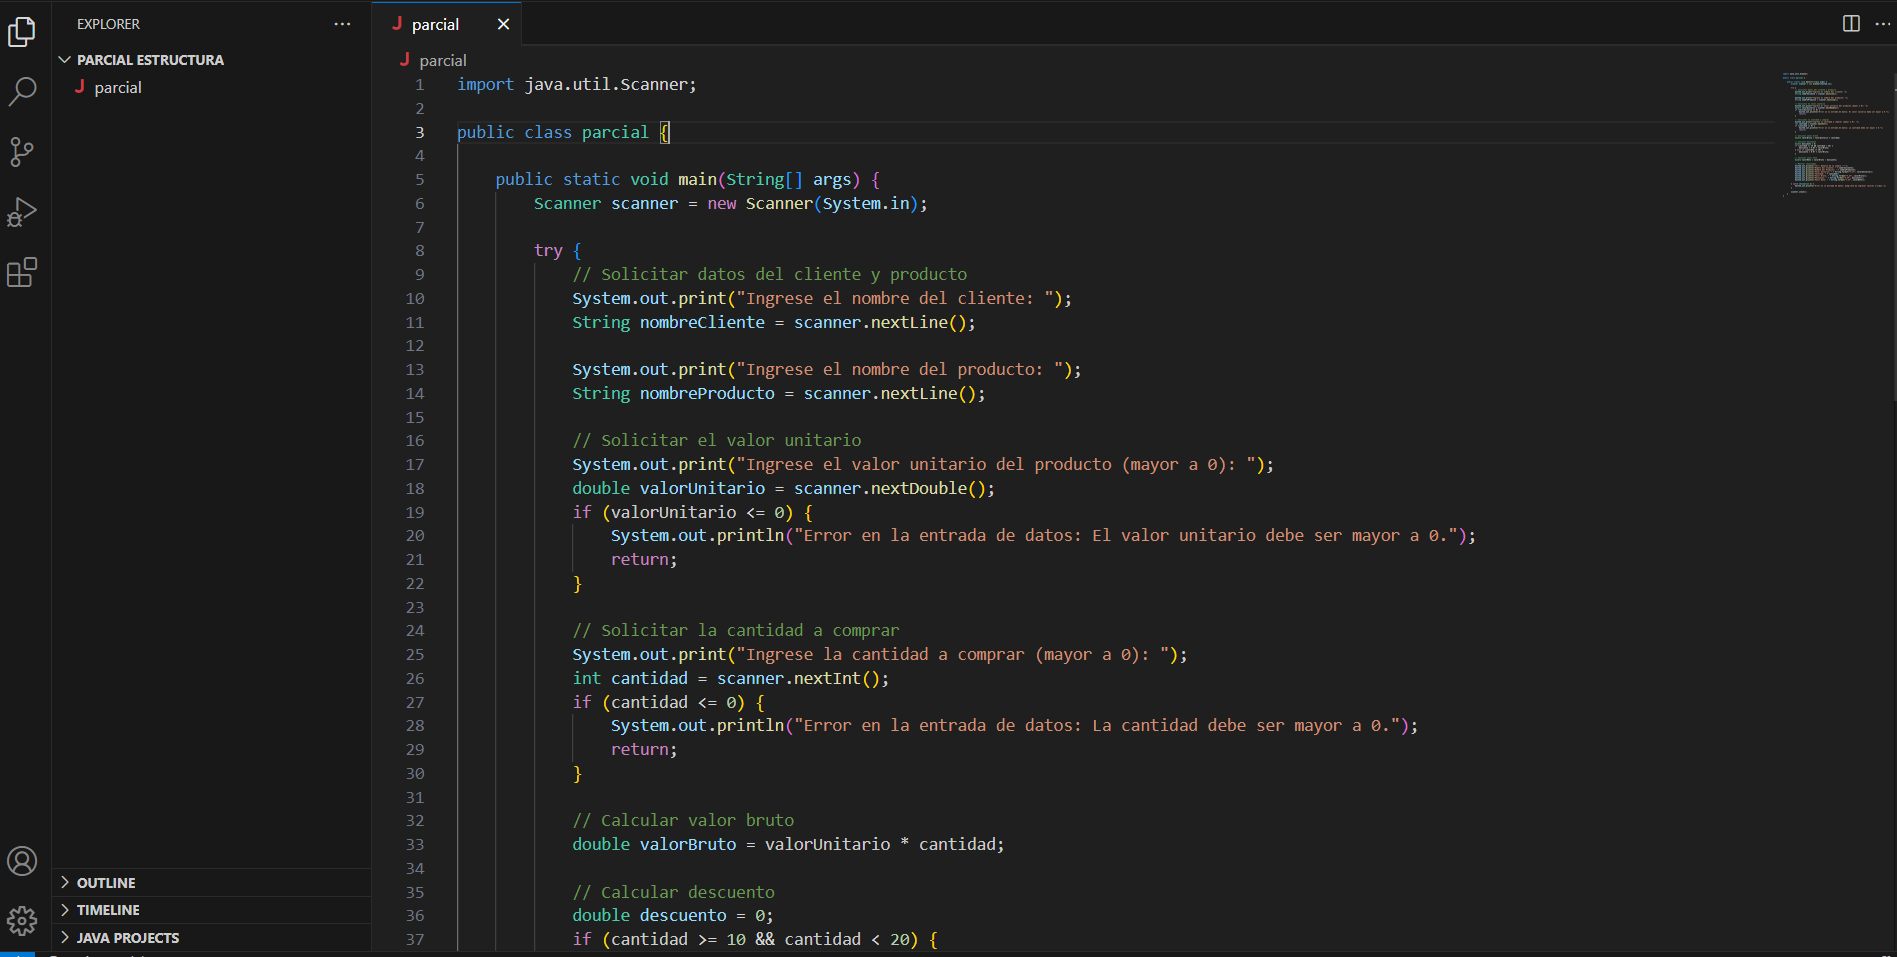 EXPLORER
PARCIAL ESTRUCTURA
J parcial
OUTLINE
TIMELINE
JAVA PROJECTS
J parcial
J parcial
1 import java.util.Scanner;
2
3 public class parcial {
4
5 public static void main(String[] args) {
6 Scanner scanner = new Scanner(System.in);
7
8 try {
9 // Solicitar datos del cliente y producto
10 System.out.print("Ingrese el nombre del cliente: ");
11 String nombreCliente = scanner.nextLine();
12
13 System.out.print("Ingrese el nombre del producto: ");
14 String nombreProducto = scanner.nextLine();
15
16 // Solicitar el valor unitario
17 System.out.print("Ingrese el valor unitario del producto (mayor a 0): ");
18 double valorUnitario = scanner.nextDouble();
19 if (valorUnitario <= 0) {
20 System.out.println("Error en la entrada de datos: El valor unitario debe ser mayor a 0.");
21 return;
22 }
23
24 // Solicitar la cantidad a comprar
25 System.out.print("Ingrese la cantidad a comprar (mayor a 0): ");
26 int cantidad = scanner.nextInt();
27 if (cantidad <= 0) {
28 System.out.println("Error en la entrada de datos: La cantidad debe ser mayor a 0.");
29 return;
30 }
31
32 // Calcular valor bruto
33 double valorBruto = valorUnitario * cantidad;
34
35 // Calcular descuento
36 double descuento = 0;
37 if (cantidad >= 10 && cantidad < 20) {